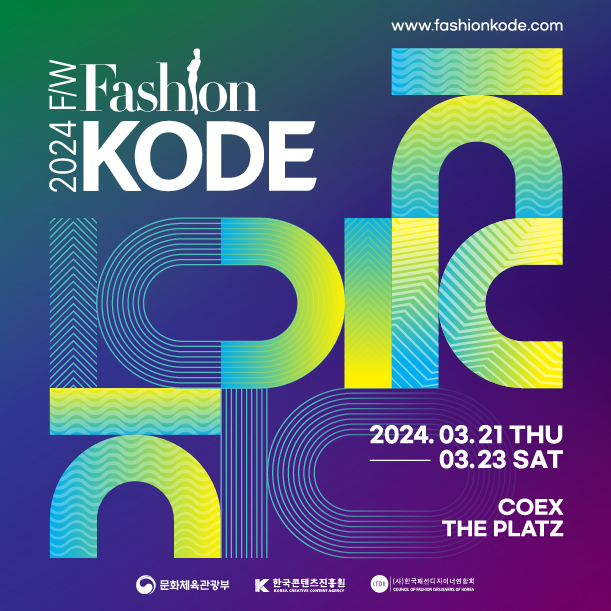 www.fashionkode.com
2024 F/W
Fashion
KODE
2024. 03. 21 THU
03. 23 SAT
COEX
THE PLATZ
문화체육관광부
한국콘텐츠진흥원
KOREA CREATIVE CONTENT AGENCY
CFDK
(사)한국패션디자이너연합회
COUNCIL OF FASHION DESIGNERS OF KOREA